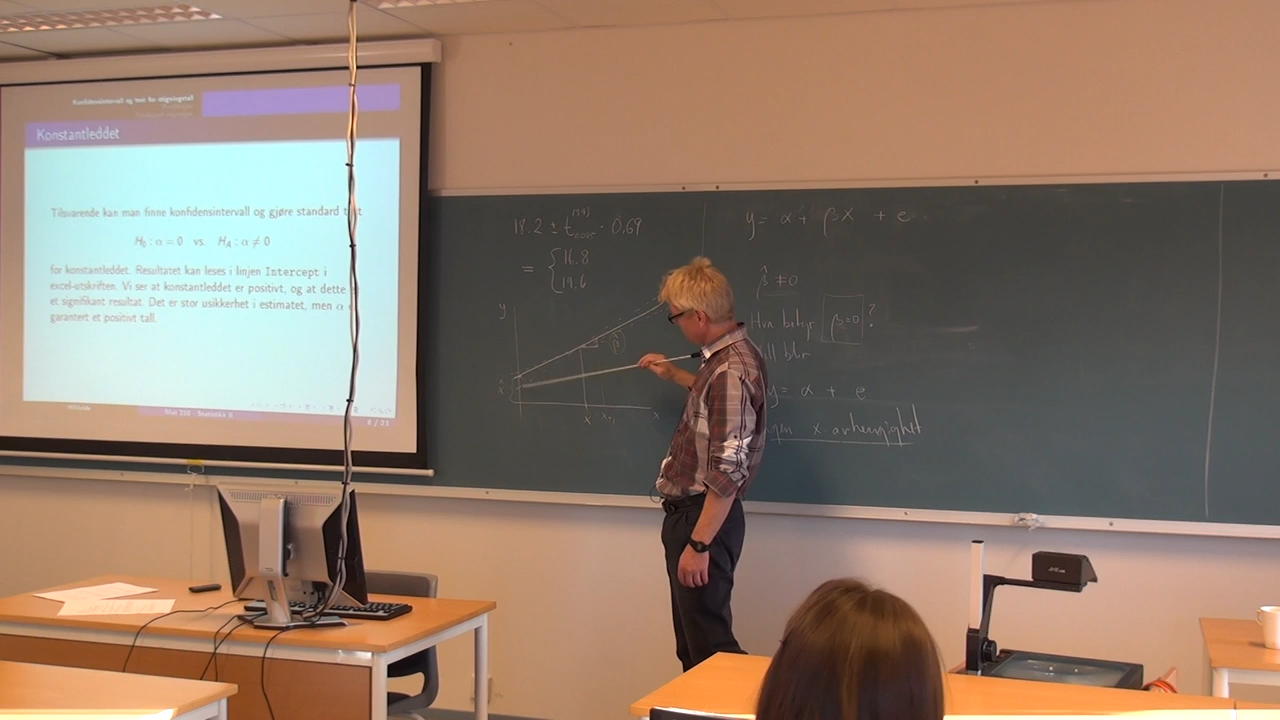 Konfidensintervall og test for stigningstall
Konstantleddet
Tilsvarende kan man finne konfidensintervall og gjøre standard test
H₀ : α = 0 vs. H_A : α ≠ 0
for konstantleddet. Resultatet kan leses i linjen Intercept i
excel-utskriften. Vi ser at konstantleddet er positivt, og at dette
et signifikant resultat. Det er stor usikkerhet i estimatet, men α
garantert et positivt tall.
Stat 210 - Statistikk II
18.2 ± t · 0,69
= { 16.8
19.6
y
β̂
α̂
x
y = α + βx + e
β̂ ≠ 0
Hva betyr β=0 ?
vill blir
y = α + e
ingen x avhengighet